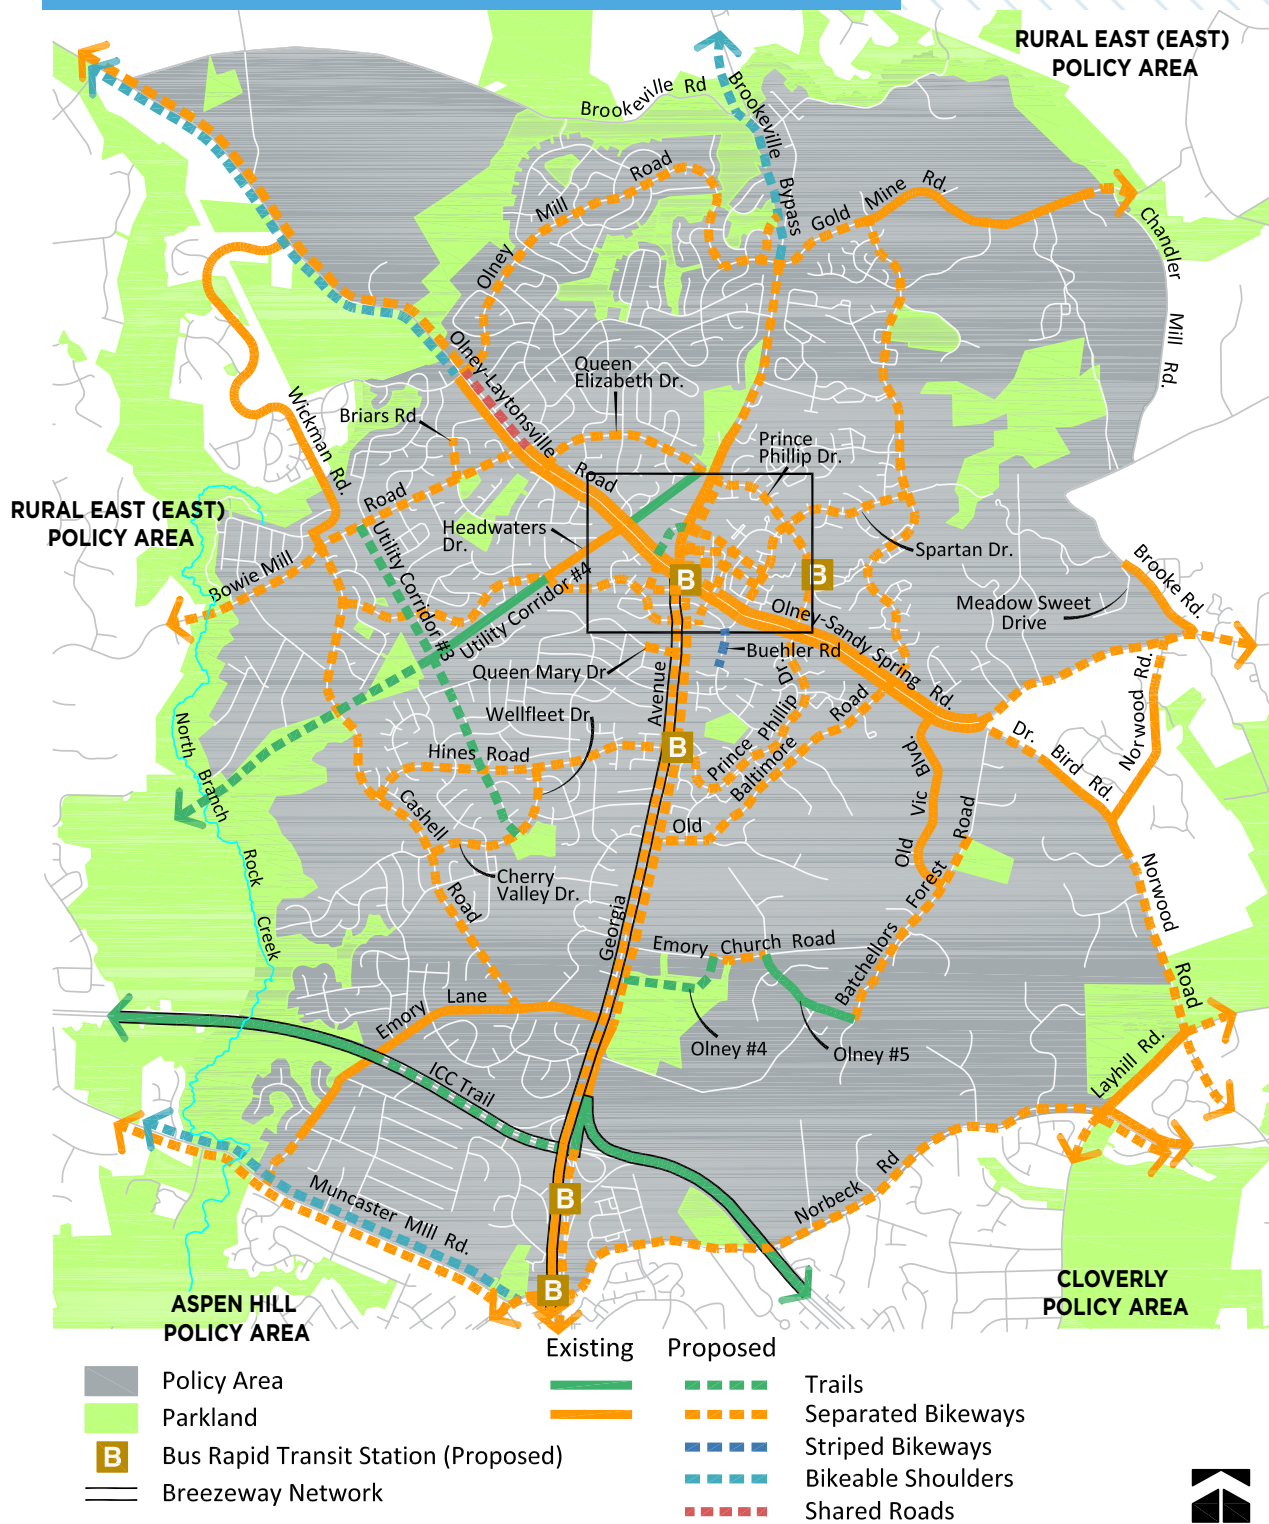 RURAL EAST (EAST)
POLICY AREA
Brookeville Rd
Brookeville
Bypass
Olney Mill Road
Gold Mine Rd.
Chandler Mill Rd.
Olney-Laytonsville
Road
Queen
Elizabeth Dr.
Briars Rd
Wickman Rd.
Prince
Phillip Dr.
RURAL EAST (EAST)
POLICY AREA
Bowie Mill Road
Headwaters
Dr.
Utility Corridor #3
Utility Corridor #4
B
B
Spartan Dr.
Brooke Rd.
Meadow Sweet
Drive
Olney-Sandy Spring Rd.
Buehler Rd
Queen Mary Dr
Wellfleet Dr
Hines Road
B
Prince Phillip Dr.
Old Baltimore Road
Norwood Rd.
Dr. Bird Rd.
North Branch
Rock Creek
Cashell Road
Cherry
Valley Dr.
Old Vic Blvd.
Batchellors Forest Road
Norwood Road
Georgia Avenue
Emory Church Road
Emory Lane
Olney #4
Olney #5
Layhill Rd.
ICC Trail
B
Muncaster MIll Rd.
Norbeck Rd
B
ASPEN HILL
POLICY AREA
CLOVERLY
POLICY AREA
Existing Proposed
Policy Area
Parkland
B Bus Rapid Transit Station (Proposed)
Breezeway Network
Trails
Separated Bikeways
Striped Bikeways
Bikeable Shoulders
Shared Roads